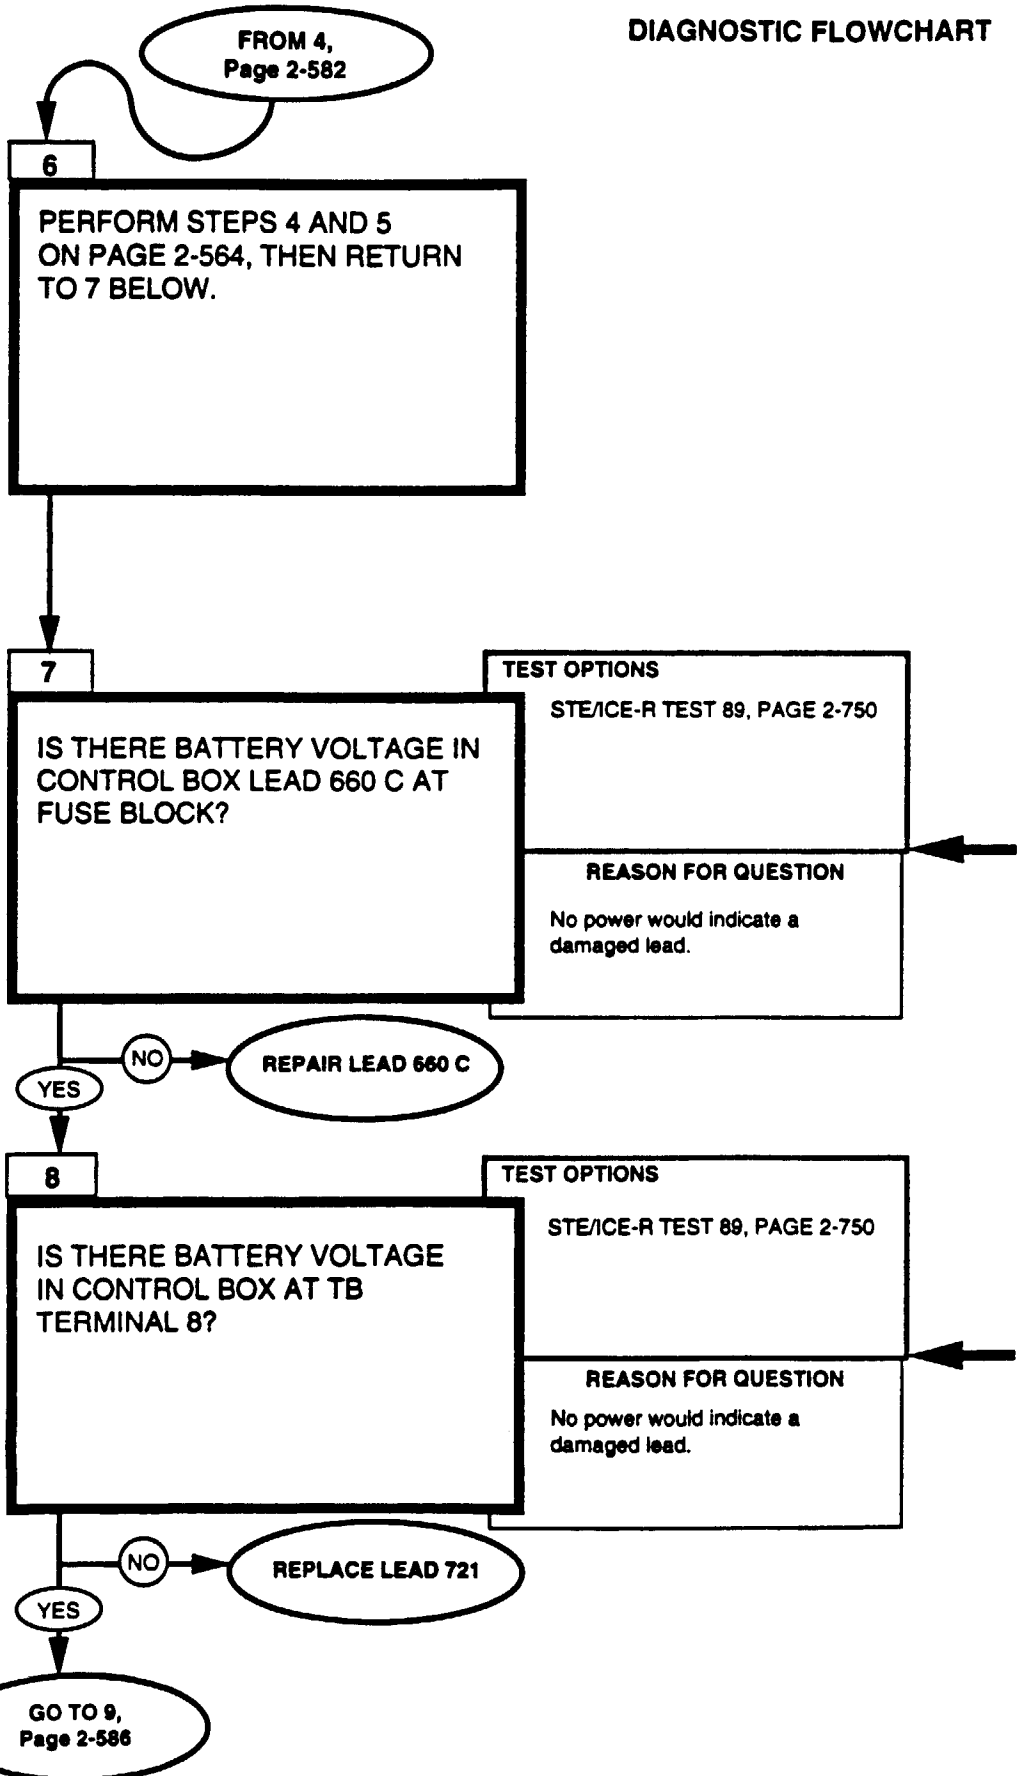 DIAGNOSTIC FLOWCHART
FROM 4,
Page 2-582
6
PERFORM STEPS 4 AND 5
ON PAGE 2-564, THEN RETURN
TO 7 BELOW.
7
IS THERE BATTERY VOLTAGE IN
CONTROL BOX LEAD 660 C AT
FUSE BLOCK?
TEST OPTIONS
STE/ICE-R TEST 89, PAGE 2-750
REASON FOR QUESTION
No power would indicate a
damaged lead.
NO
REPAIR LEAD 660 C
YES
8
IS THERE BATTERY VOLTAGE
IN CONTROL BOX AT TB
TERMINAL 8?
TEST OPTIONS
STE/ICE-R TEST 89, PAGE 2-750
REASON FOR QUESTION
No power would indicate a
damaged lead.
NO
REPLACE LEAD 721
YES
GO TO 9,
Page 2-586